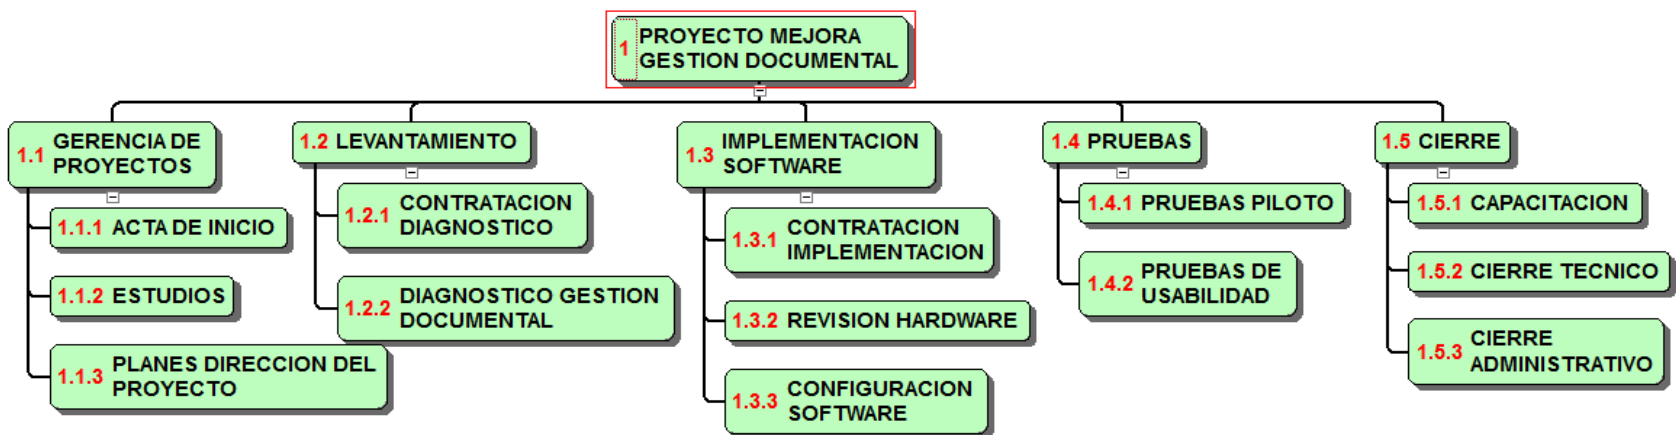 1 PROYECTO MEJORA
GESTION DOCUMENTAL
1.1 GERENCIA DE
PROYECTOS
1.1.1 ACTA DE INICIO
1.1.2 ESTUDIOS
1.1.3 PLANES DIRECCION DEL
PROYECTO
1.2 LEVANTAMIENTO
1.2.1 CONTRATACION
DIAGNOSTICO
1.2.2 DIAGNOSTICO GESTION
DOCUMENTAL
1.3 IMPLEMENTACION
SOFTWARE
1.3.1 CONTRATACION
IMPLEMENTACION
1.3.2 REVISION HARDWARE
1.3.3 CONFIGURACION
SOFTWARE
1.4 PRUEBAS
1.4.1 PRUEBAS PILOTO
1.4.2 PRUEBAS DE
USABILIDAD
1.5 CIERRE
1.5.1 CAPACITACION
1.5.2 CIERRE TECNICO
1.5.3 CIERRE
ADMINISTRATIVO